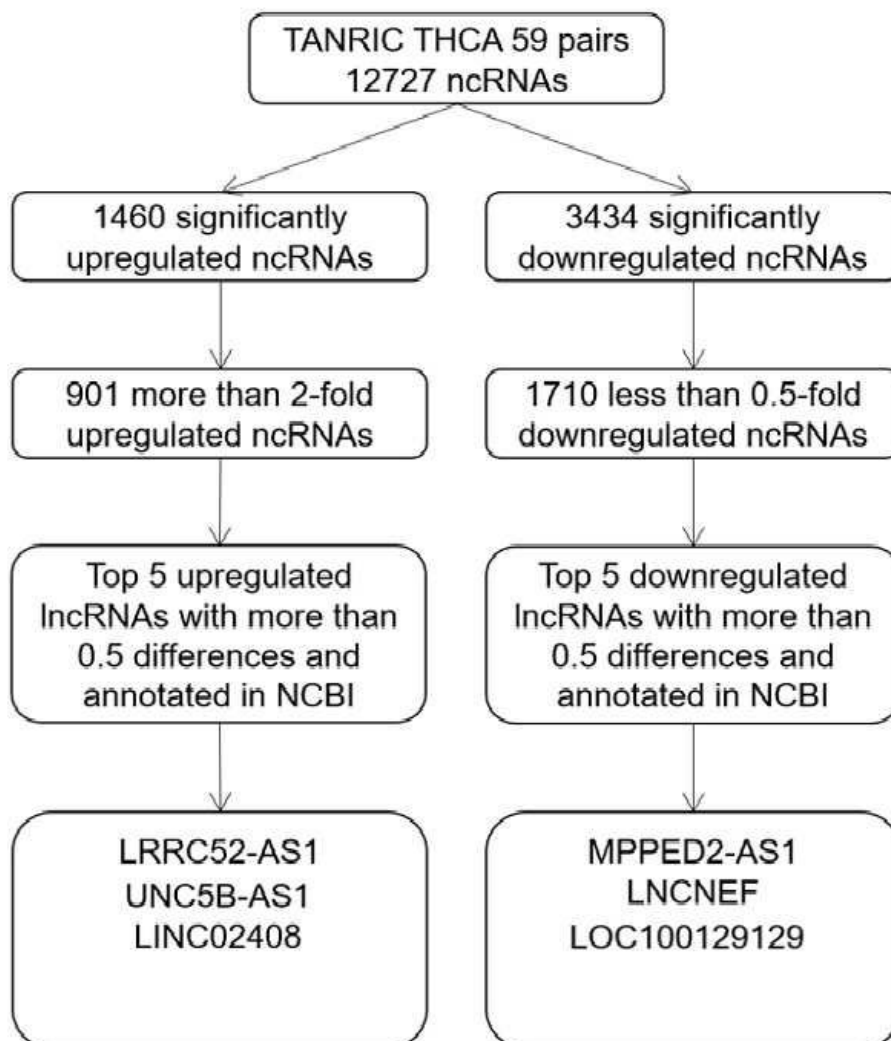 TANRIC THCA 59 pairs
12727 ncRNAs
1460 significantly
upregulated ncRNAs
3434 significantly
downregulated ncRNAs
901 more than 2-fold
upregulated ncRNAs
1710 less than 0.5-fold
downregulated ncRNAs
Top 5 upregulated
lncRNAs with more than
0.5 differences and
annotated in NCBI
Top 5 downregulated
lncRNAs with more than
0.5 differences and
annotated in NCBI
LRRC52-AS1
UNC5B-AS1
LINC02408
MPPED2-AS1
LNCNEF
LOC100129129